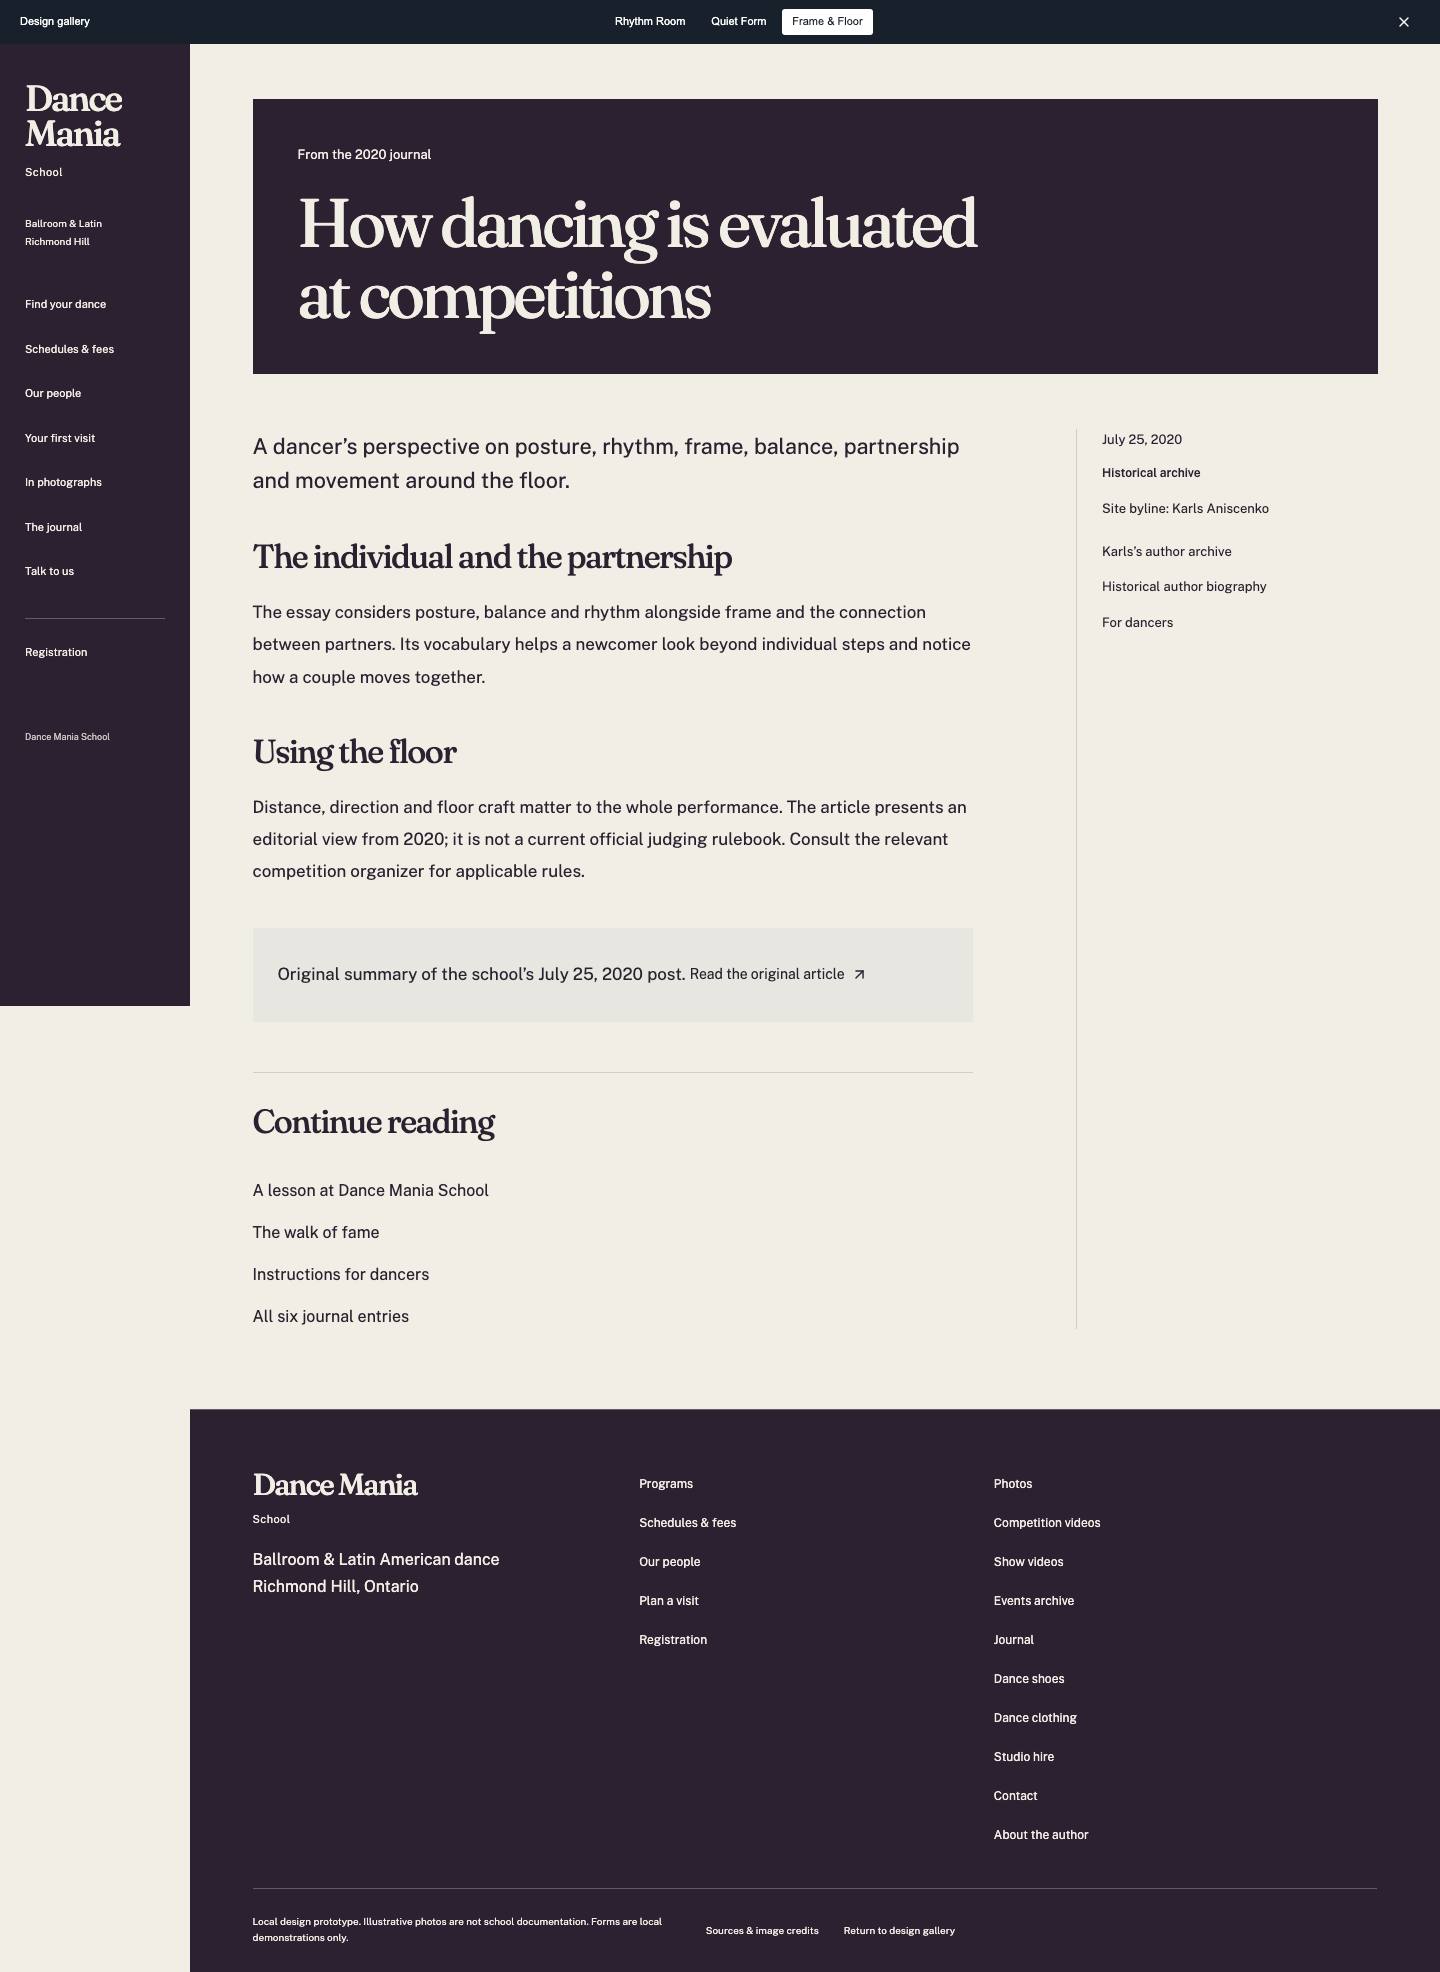 Design gallery
Rhythm Room
Quiet Form
Frame & Floor
Dance
Mania
School
Ballroom & Latin
Richmond Hill
Find your dance
Schedules & fees
Our people
Your first visit
In photographs
The journal
Talk to us
Registration
Dance Mania School
From the 2020 journal
How dancing is evaluated
at competitions
A dancer’s perspective on posture, rhythm, frame, balance, partnership
and movement around the floor.
The individual and the partnership
The essay considers posture, balance and rhythm alongside frame and the connection
between partners. Its vocabulary helps a newcomer look beyond individual steps and notice
how a couple moves together.
Using the floor
Distance, direction and floor craft matter to the whole performance. The article presents an
editorial view from 2020; it is not a current official judging rulebook. Consult the relevant
competition organizer for applicable rules.
Original summary of the school’s July 25, 2020 post. Read the original article
Continue reading
A lesson at Dance Mania School
The walk of fame
Instructions for dancers
All six journal entries
July 25, 2020
Historical archive
Site byline: Karls Aniscenko
Karls’s author archive
Historical author biography
For dancers
Dance Mania
School
Ballroom & Latin American dance
Richmond Hill, Ontario
Programs
Schedules & fees
Our people
Plan a visit
Registration
Photos
Competition videos
Show videos
Events archive
Journal
Dance shoes
Dance clothing
Studio hire
Contact
About the author
Local design prototype. Illustrative photos are not school documentation. Forms are local
demonstrations only.
Sources & image credits
Return to design gallery